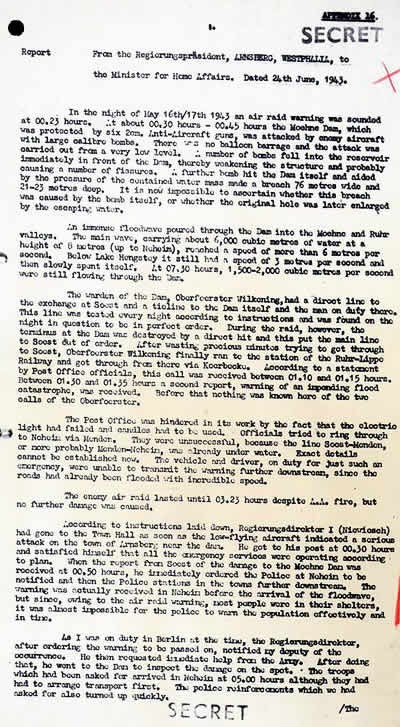 APPENDIX 16.
SECRET
Report From the Regierungspräsident, ARNSBERG, WESTPHALIA, to
the Minister for Home Affairs. Dated 24th June, 1943.
In the night of May 16th/17th 1943 an air raid warning was sounded
at 00.23 hours. At about 00.30 hours - 00.45 hours the Moehne Dam, which
was protected by six 2cm. Anti-Aircraft guns, was attacked by enemy aircraft
with large calibre bombs. There was no balloon barrage and the attack was
carried out from a very low level. A number of bombs fell into the reservoir
immediately in front of the Dam, thereby weakening the structure and probably
causing a number of fissures. A further bomb hit the Dam itself and aided
by the pressure of the contained water mass made a breach 76 metres wide and
21-23 metres deep. It is now impossible to ascertain whether this breach
was caused by the bomb itself, or whether the original hole was later enlarged
by the escaping water.
An immense floodwave poured through the Dam into the Moehne and Ruhr
valleys. The main wave, carrying about 6,000 cubic metres of water at a
height of 8 metres (up to Neheim), reached a speed of more than 6 metres per
second. Below Lake Hengstey it still had a speed of 3 metres per second and
then slowly spent itself. At 07.30 hours, 1,500-2,000 cubic metres per second
were still flowing through the Dam.
The warden of the Dam, Oberfoerster Wilkening, had a direct line to
the exchange at Soest and a tieline to the Dam itself and the man on duty there.
This line was tested every night according to instructions and was found on the
night in question to be in perfect order. During the raid, however, the
terminus at the Dam was destroyed by a direct hit and this put the main line
to Soest out of order. After wasting precious minutes trying to get through
to Soest, Oberfoerster Wilkening finally ran to the station of the Ruhr-Lippe
Railway and got through from there via Koerbecke. According to a statement
by Post Office officials, this call was received between 01.10 and 01.15 hours.
Between 01.30 and 01.35 hours a second report, warning of an impending flood
catastrophe, was received. Before that nothing was known here of the two
calls of the Oberfoerster.
The Post Office was hindered in its work by the fact that the electric
light had failed and candles had to be used. Officials tried to ring through
to Neheim via Menden. They were unsuccessful, because the line Soest-Menden,
or more probably Menden-Neheim, was already under water. Exact details
cannot be established now. The vehicle and driver, on duty for just such an
emergency, were unable to transmit the warning further downstream, since the
roads had already been flooded with incredible speed.
The enemy air raid lasted until 03.23 hours despite A.A. fire, but
no further damage was caused.
According to instructions laid down, Regierungsdirektor I (Niewiesch)
had gone to the Town Hall as soon as the low-flying aircraft indicated a serious
attack on the town of Arnsberg near the dam. He got to his post at 00.30 hours
and satisfied himself that all the emergency services were operating according
to plan. When the report from Soest of the damage to the Moehne Dam was
received at 00.50 hours, he immediately ordered the Police at Neheim to be
notified and then the Police stations in the towns further downstream. The
warning was actually received in Neheim before the arrival of the floodwave,
but since, owing to the air raid warning, most people were in their shelters,
it was almost impossible for the police to warn the population effectively and
in time.
As I was on duty in Berlin at the time, the Regierungsdirektor,
after ordering the warning to be passed on, notified my deputy of the
occurrence. He then requested immediate help from the Army. After doing
that, he went to the Dam to inspect the damage on the spot. The troops
which had been asked for arrived in Neheim at 05.00 hours although they had
had to arrange transport first. The police reinforcements which we had
asked for also turned up quickly.
SECRET
/The